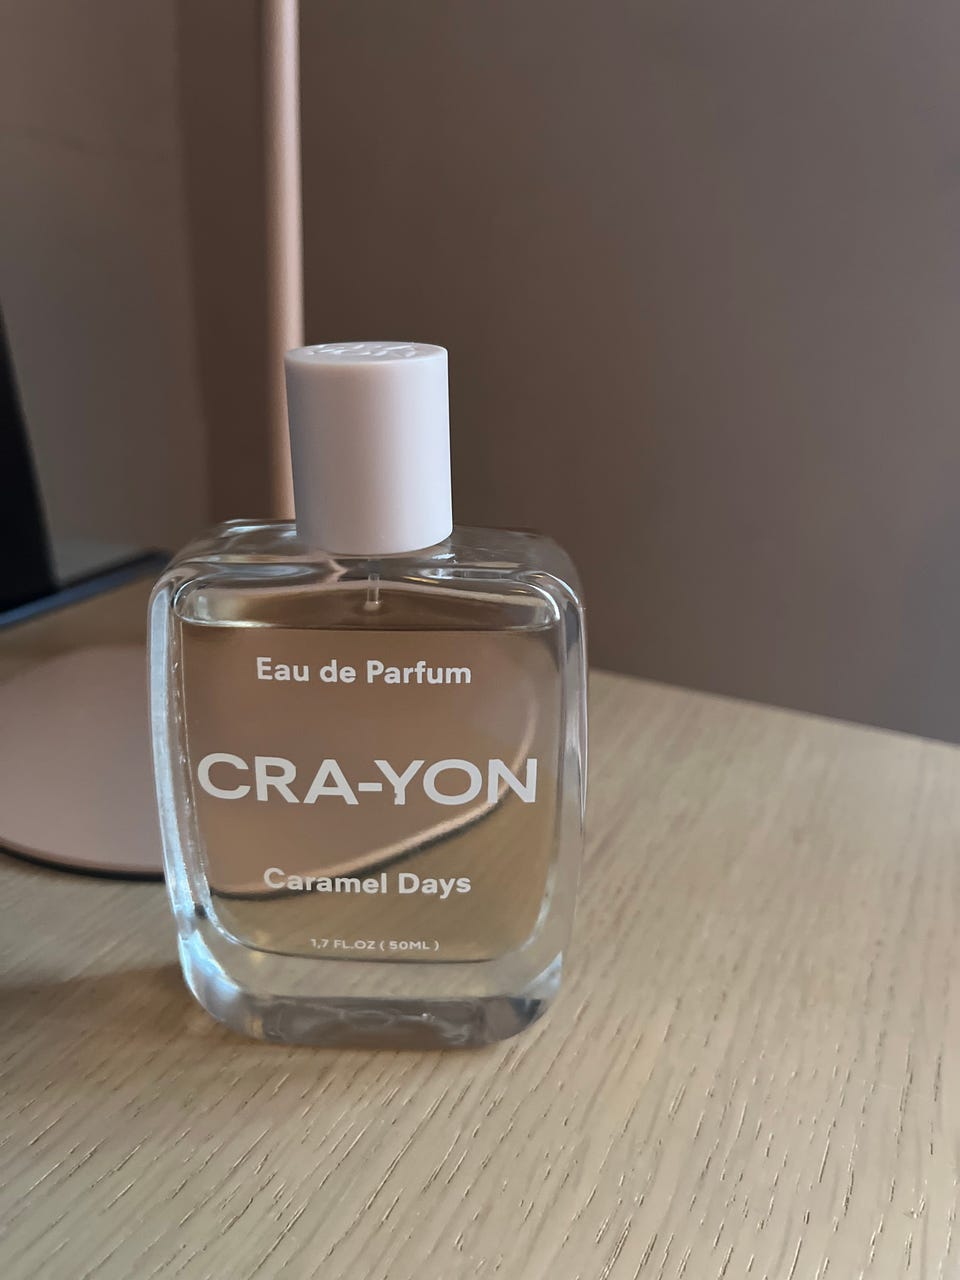 Eau de Parfum
CRA-YON
Caramel Days
1,7 FL.OZ ( 50ML )